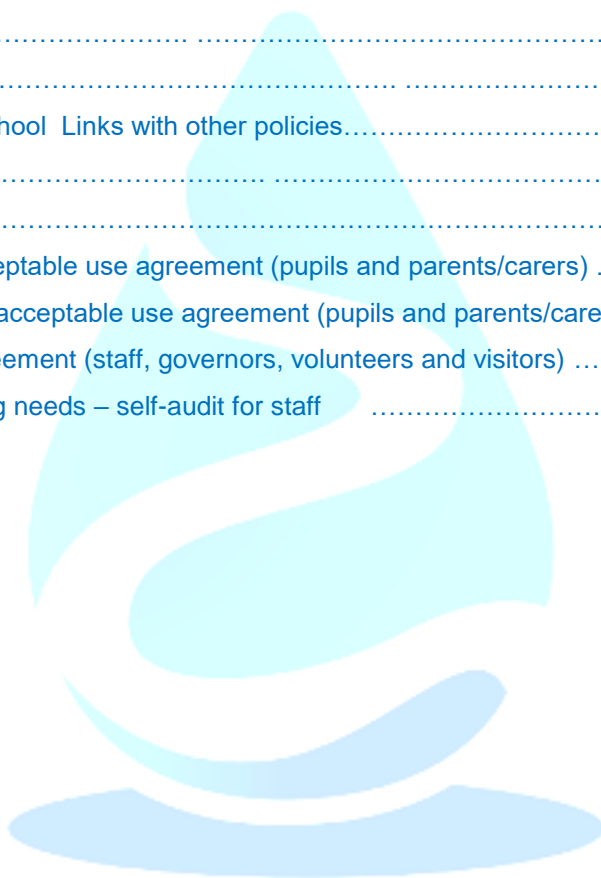 …………………. ………………………………………….
…………………………………………. ……………………
hool  Links with other policies……………………………
…………………………. …………………………………….
……………………………………………………………….
eptable use agreement (pupils and parents/carers) .
acceptable use agreement (pupils and parents/care
eement (staff, governors, volunteers and visitors) …
g needs – self-audit for staff ………………………